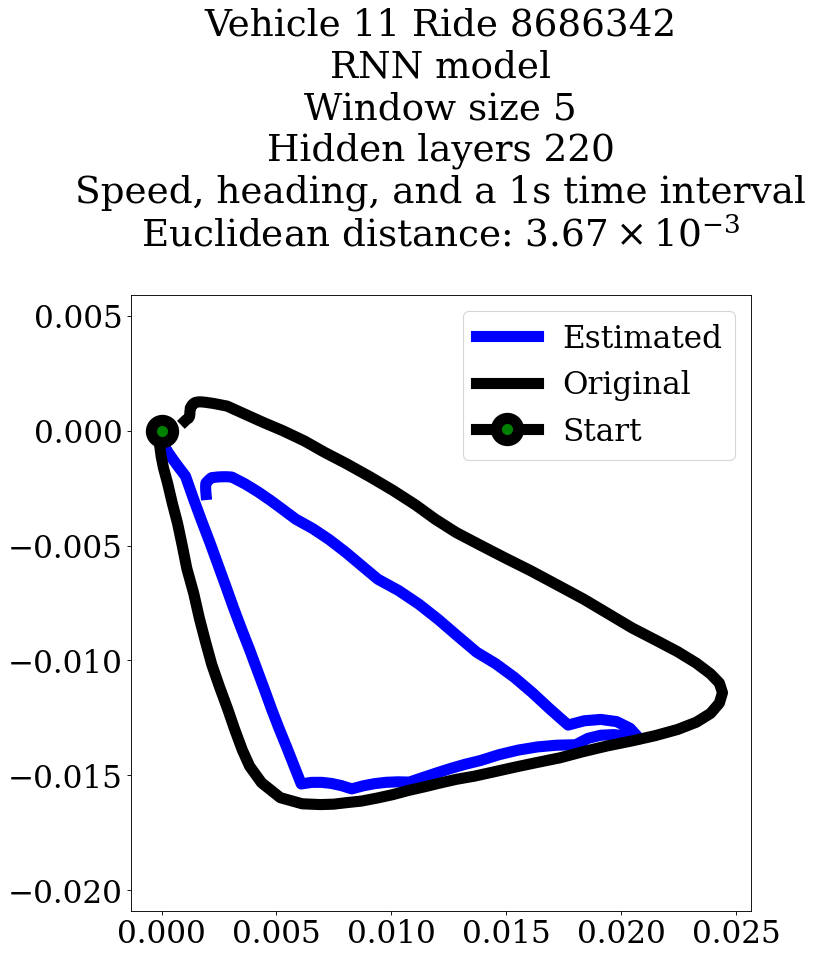 Vehicle 11 Ride 8686342
RNN model
Window size 5
Hidden layers 220
Speed, heading, and a 1s time interval
Euclidean distance: 3.67 × 10⁻³
Estimated
Original
Start
0.005
0.000
−0.005
−0.010
−0.015
−0.020
0.000 0.005 0.010 0.015 0.020 0.025